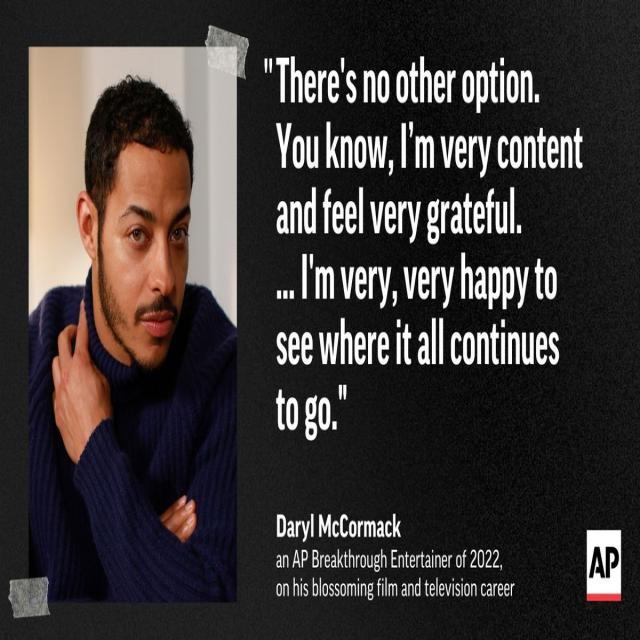 "There's no other option.
You know, I’m very content
and feel very grateful.
... I'm very, very happy to
see where it all continues
to go."
Daryl McCormack
an AP Breakthrough Entertainer of 2022,
on his blossoming film and television career
AP